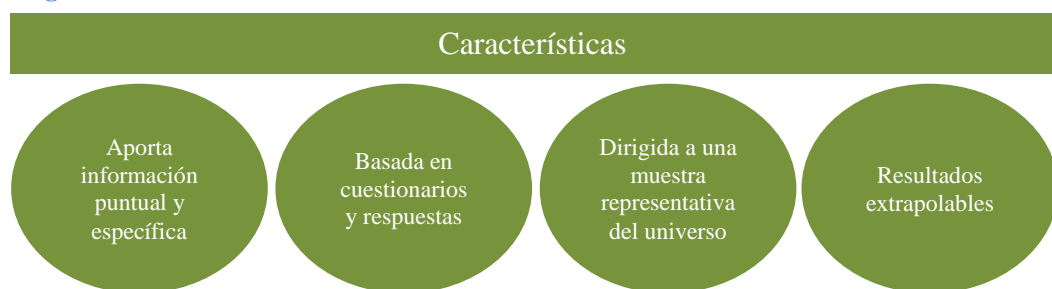 Características
Aporta
información
puntual y
específica
Basada en
cuestionarios
y respuestas
Dirigida a una
muestra
representativa
del universo
Resultados
extrapolables